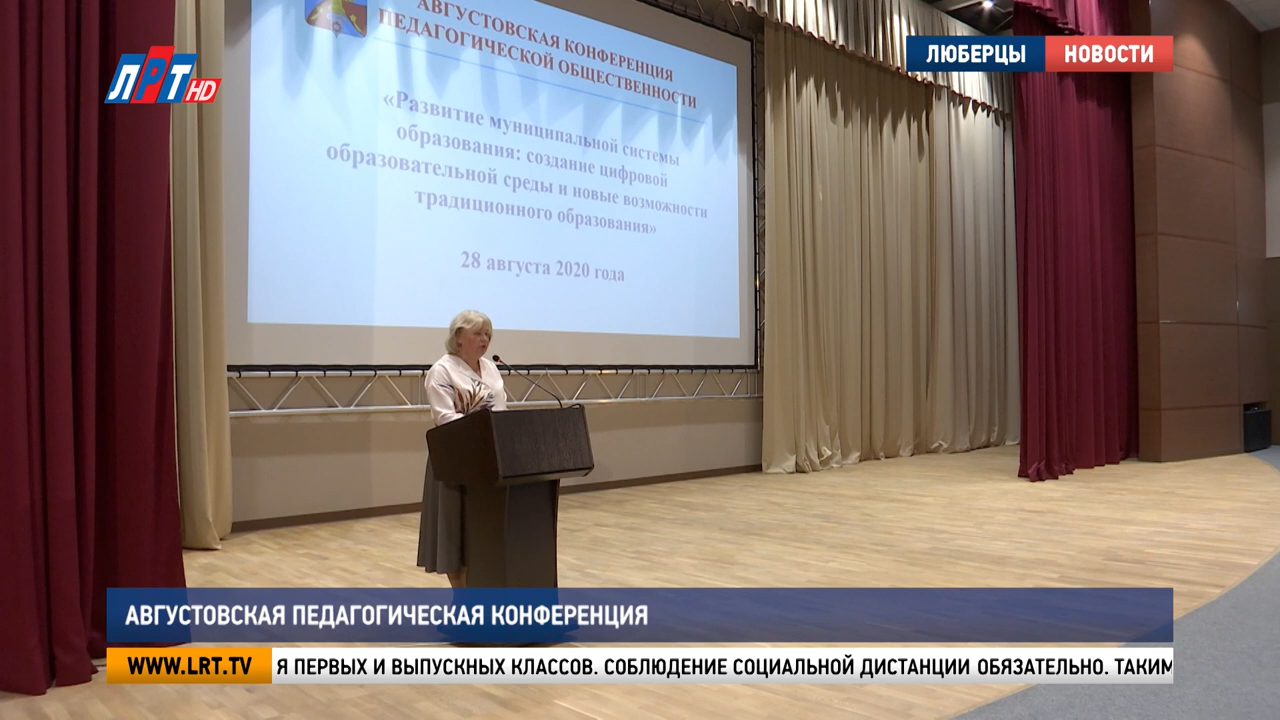 ЛРТ HD
ЛЮБЕРЦЫ НОВОСТИ
АВГУСТОВСКАЯ КОНФЕРЕНЦИЯ
ПЕДАГОГИЧЕСКОЙ ОБЩЕСТВЕННОСТИ
«Развитие муниципальной системы
образования: создание цифровой
образовательной среды и новые возможности
традиционного образования»
28 августа 2020 года
АВГУСТОВСКАЯ ПЕДАГОГИЧЕСКАЯ КОНФЕРЕНЦИЯ
WWW.LRT.TV Я ПЕРВЫХ И ВЫПУСКНЫХ КЛАССОВ. СОБЛЮДЕНИЕ СОЦИАЛЬНОЙ ДИСТАНЦИИ ОБЯЗАТЕЛЬНО. ТАКИМ